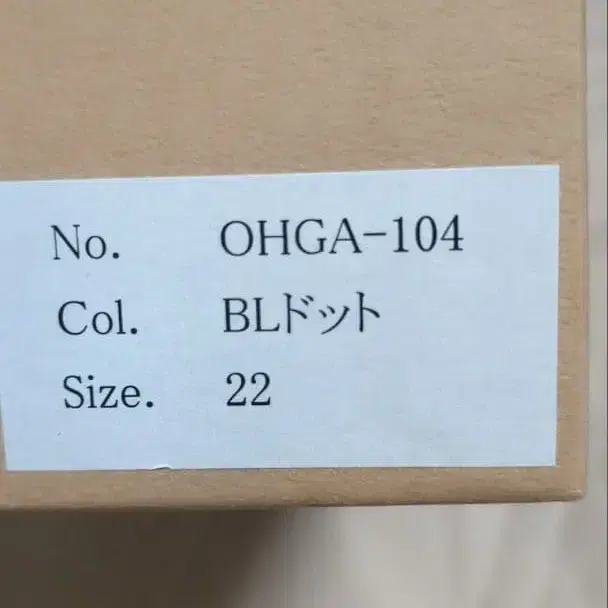 No. OHGA-104
Col. BLドット
Size. 22